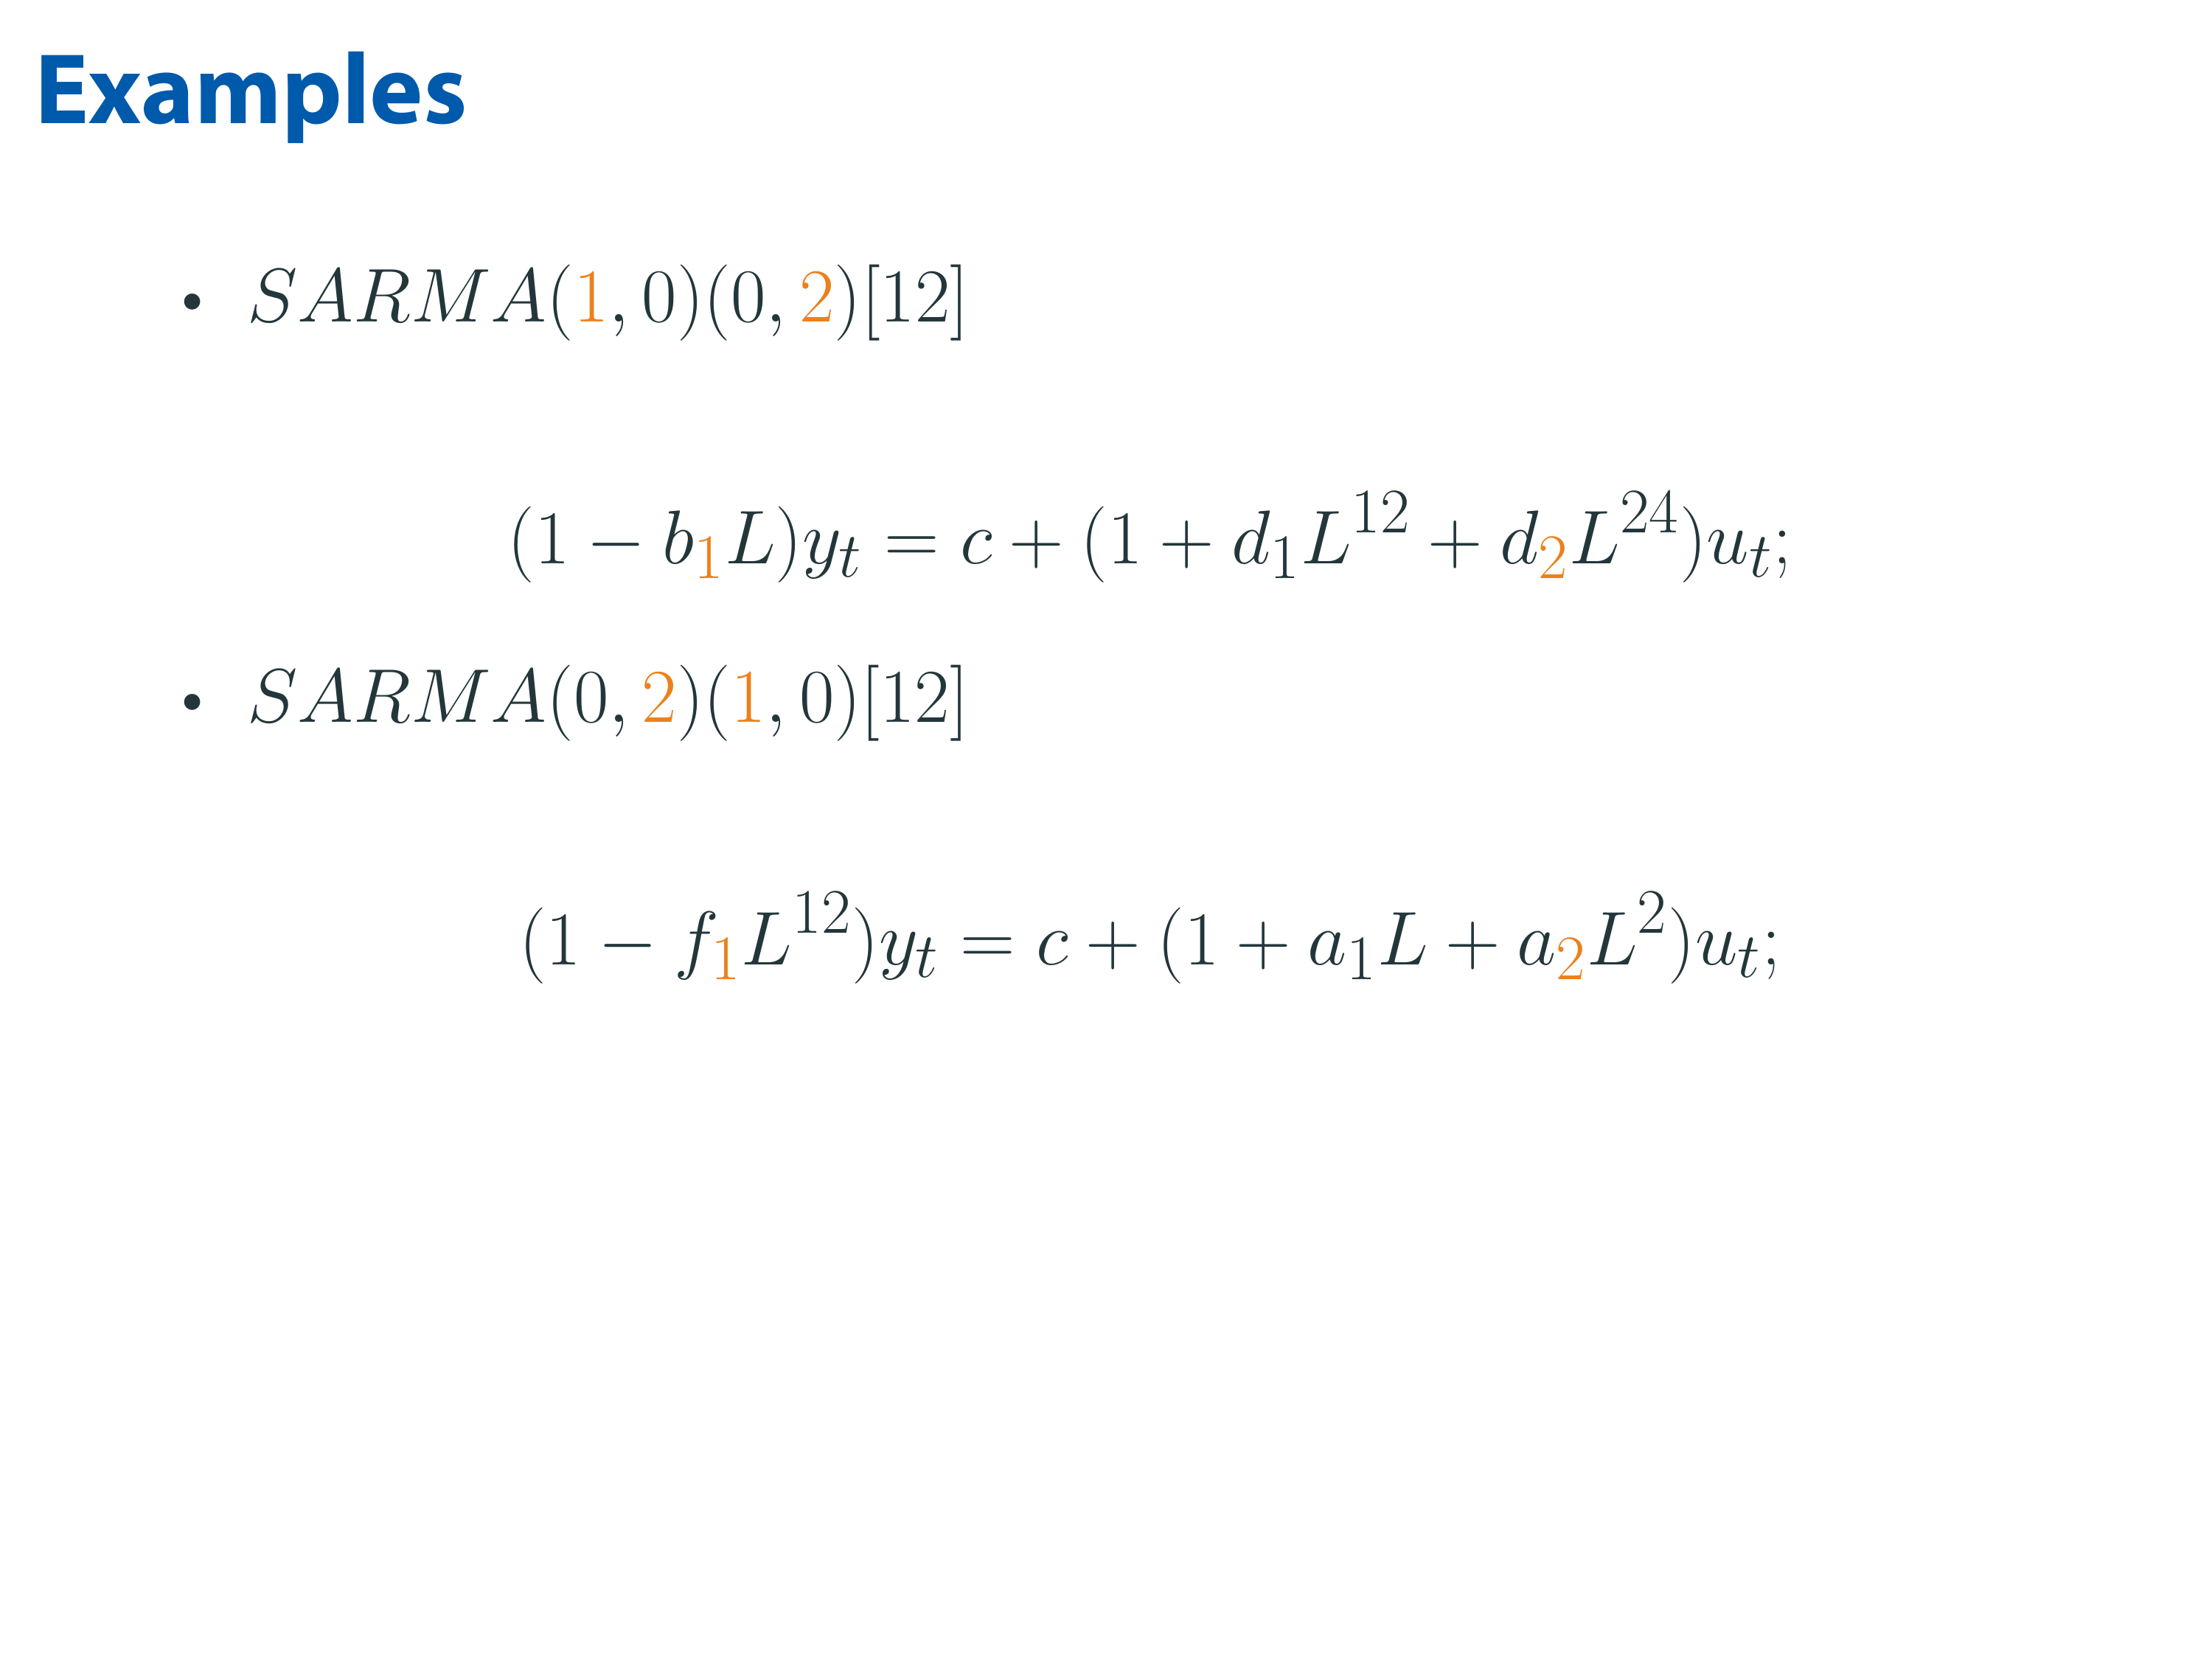 Examples
• SARMA(1, 0)(0, 2)[12]
(1 − b₁L)yₜ = c + (1 + d₁L¹² + d₂L²⁴)uₜ;
• SARMA(0, 2)(1, 0)[12]
(1 − f₁L¹²)yₜ = c + (1 + a₁L + a₂L²)uₜ;